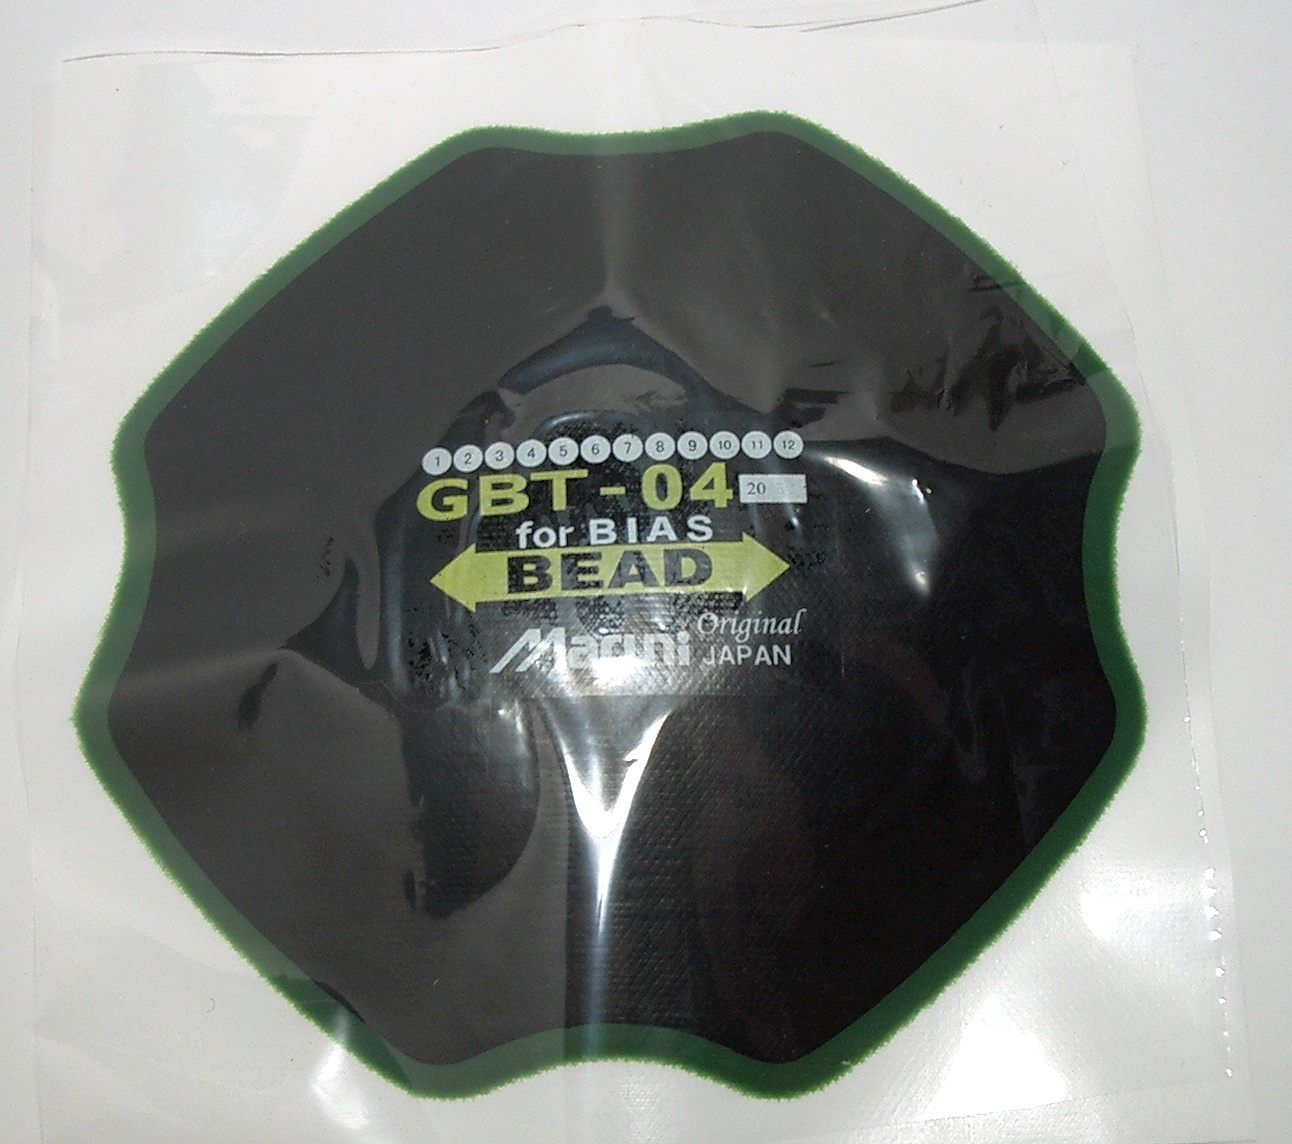 1 2 3 4 5 6 7 8 9 10 11 12
GBT-04 20
for BIAS
BEAD
Maruni Original JAPAN